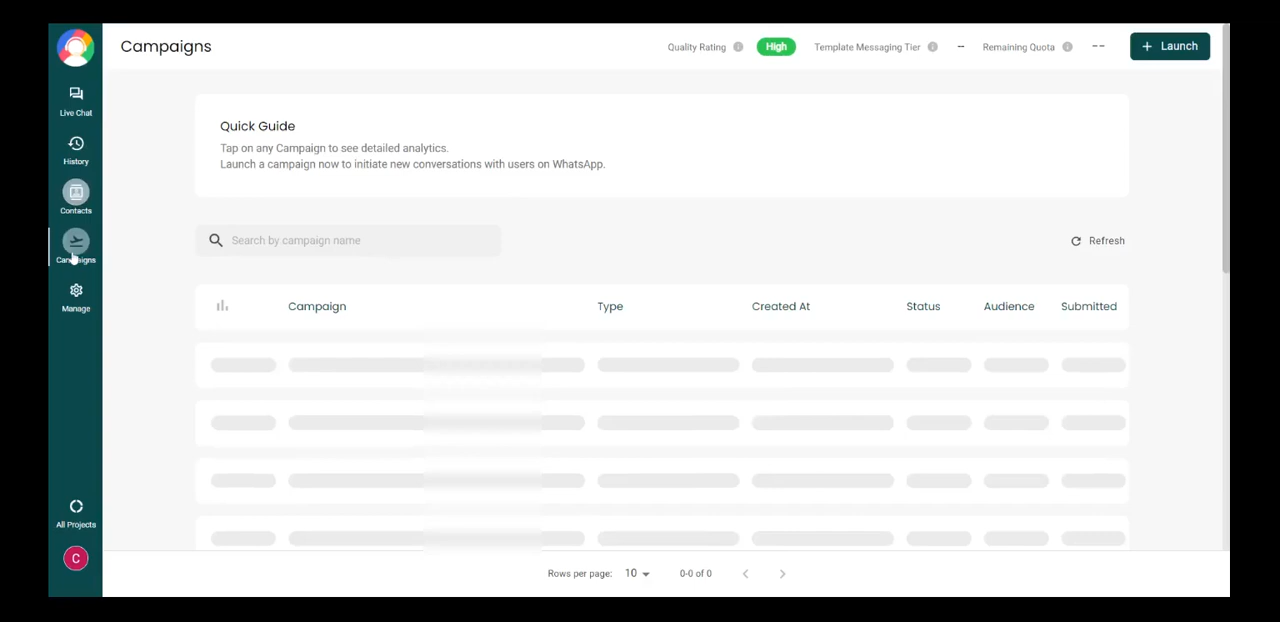 Campaigns
Quality Rating High Template Messaging Tier -- Remaining Quota -- + Launch
Live Chat
History
Contacts
Campaigns
Manage
All Projects
C
Quick Guide
Tap on any Campaign to see detailed analytics.
Launch a campaign now to initiate new conversations with users on WhatsApp.
Search by campaign name
Refresh
Campaign Type Created At Status Audience Submitted
Rows per page: 10 0-0 of 0